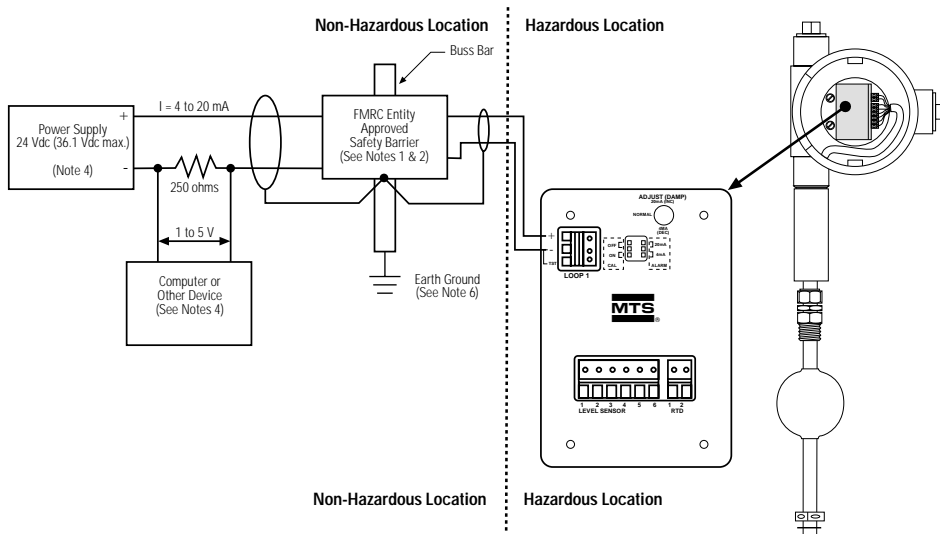 Non-Hazardous Location
Hazardous Location
Buss Bar
I = 4 to 20 mA
+
Power Supply
24 Vdc (36.1 Vdc max.)
(Note 4)
-
250 ohms
FMRC Entity
Approved
Safety Barrier
(See Notes 1 & 2)
1 to 5 V
Computer or
Other Device
(See Notes 4)
Earth Ground
(See Note 6)
ADJUST (DAMP)
20mA (INC)
NORMAL
4MA
(DEC)
+
-
TST
LOOP 1
OFF
ON
CAL
20mA
4mA
ALARM
MTS
®
1 2 3 4 5 6
LEVEL SENSOR
1 2
RTD
Non-Hazardous Location
Hazardous Location